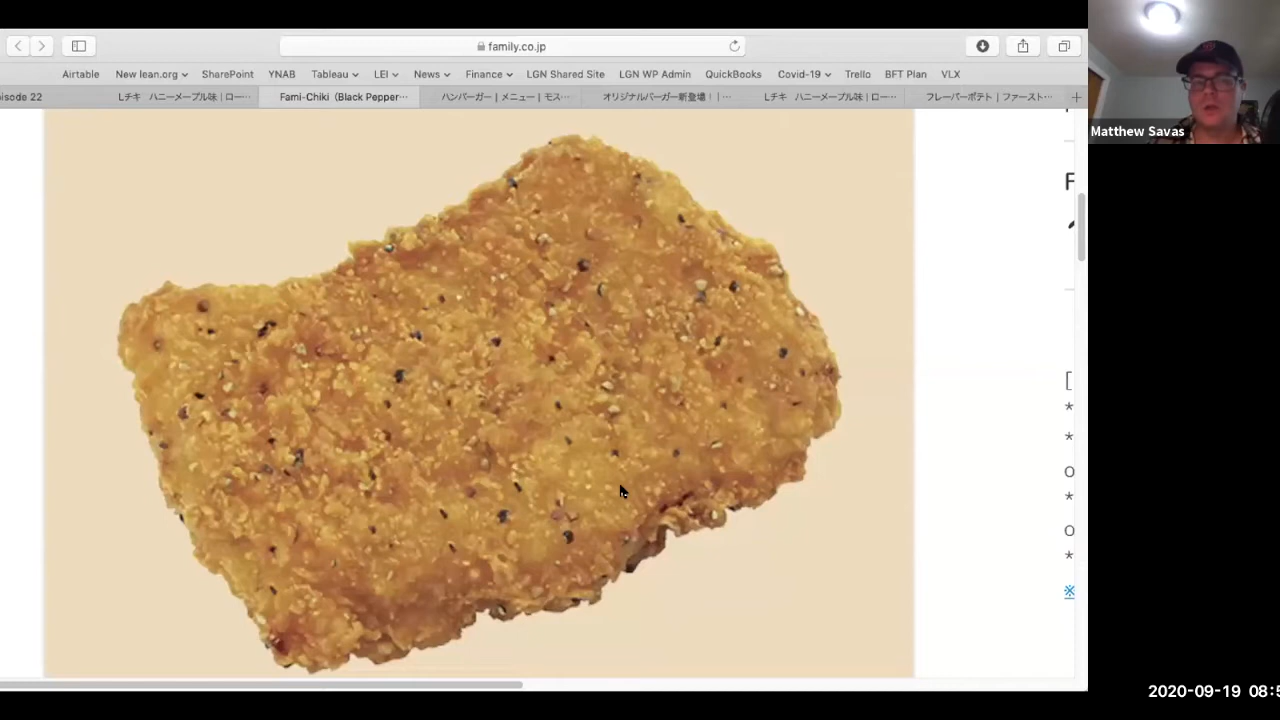 family.co.jp
Airtable New lean.org SharePoint YNAB Tableau LEI News Finance LGN Shared Site LGN WP Admin QuickBooks Covid-19 Trello BFT Plan VLX
isode 22 Lチキ ハニーメープル味 | ロー… Fami-Chiki (Black Pepper… ハンバーガー | メニュー | モス… オリジナルバーガー新登場！ | … Lチキ ハニーメープル味 | ロー… フレーバーポテト | ファースト…
Matthew Savas
F
[
*
*
O
*
O
*
※
2020-09-19 08:5